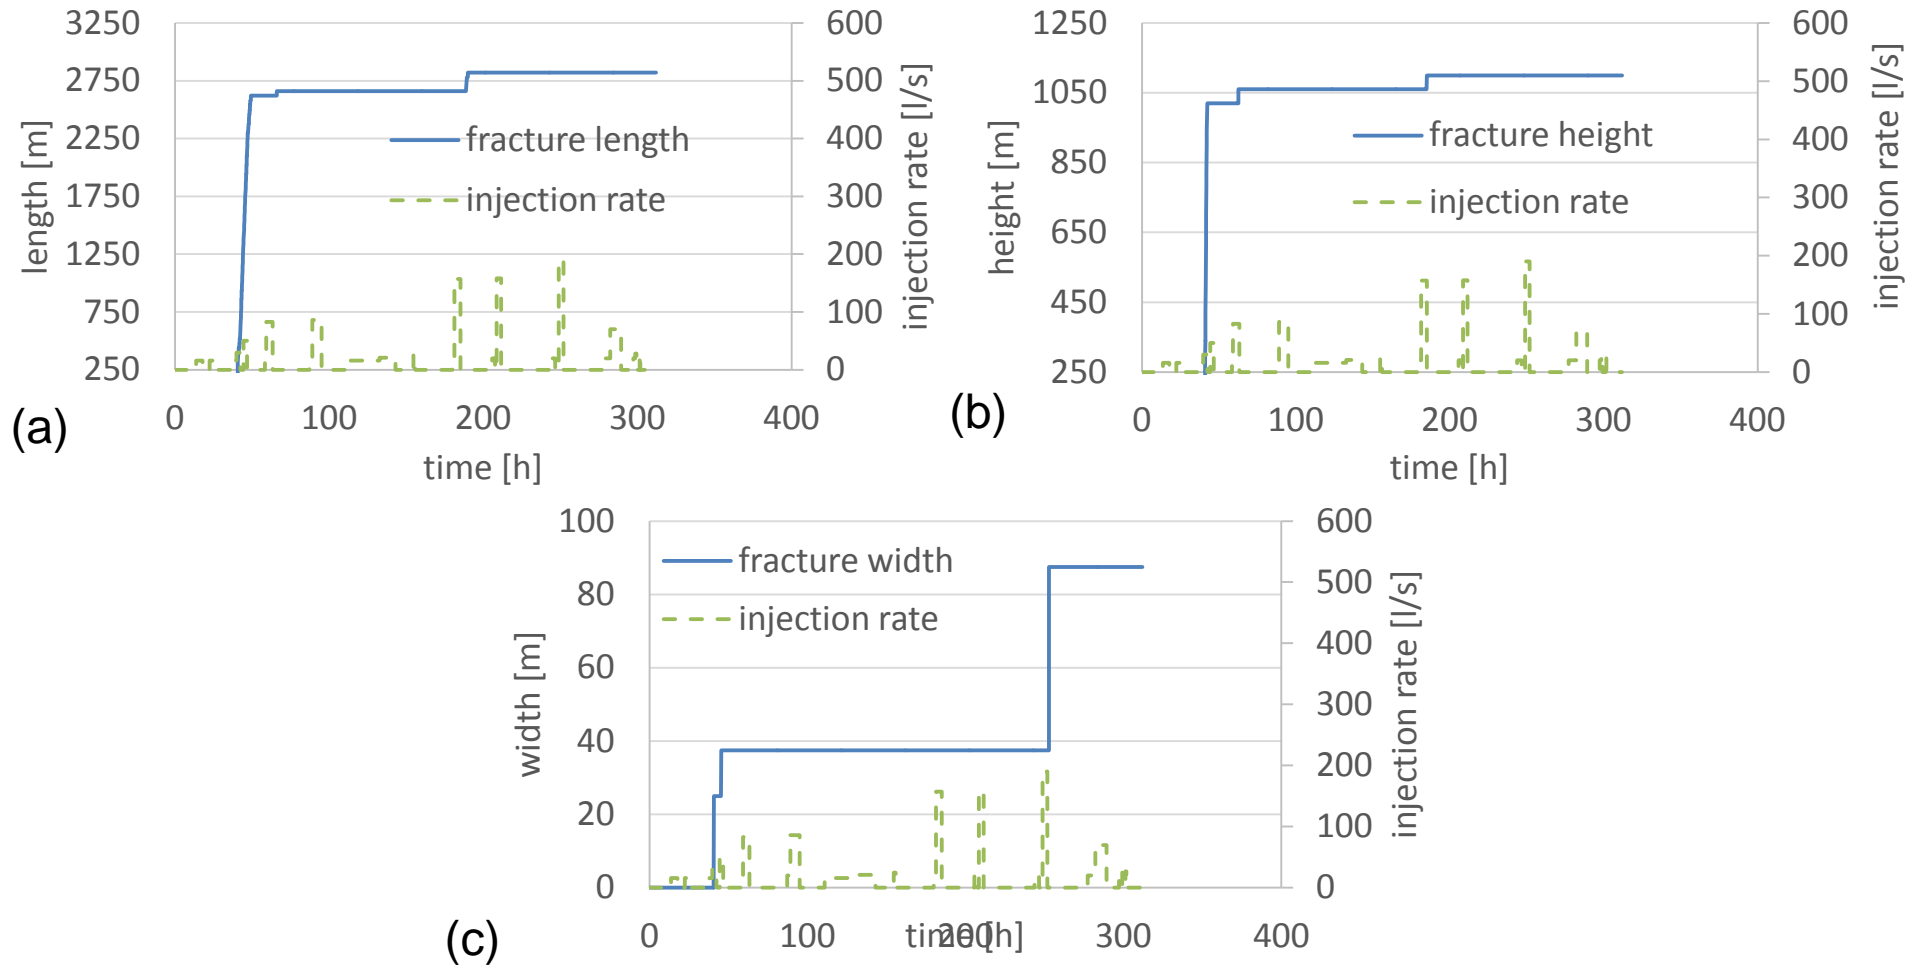 3250
2750
2250
1750
1250
750
250
length [m]
600
500
400
300
200
100
0
injection rate [l/s]
fracture length
injection rate
0 100 200 300 400
time [h]
(a)
1250
1050
850
650
450
250
height [m]
600
500
400
300
200
100
0
injection rate [l/s]
fracture height
injection rate
0 100 200 300 400
time [h]
(b)
100
80
60
40
20
0
width [m]
600
500
400
300
200
100
0
injection rate [l/s]
fracture width
injection rate
0 100 200 300 400
time [h]
(c)